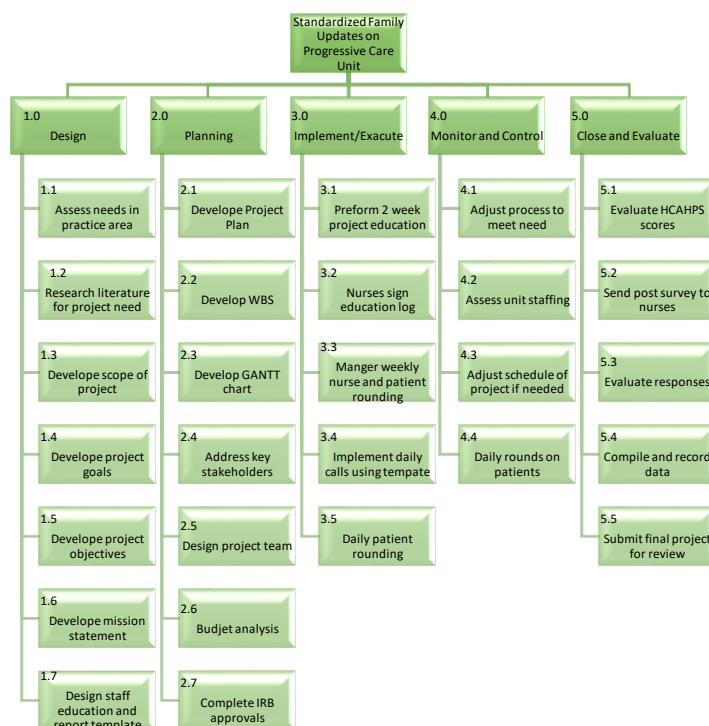 Standardized Family
Updates on
Progressive Care
Unit
1.0
Design
2.0
Planning
3.0
Implement/Exacute
4.0
Monitor and Control
5.0
Close and Evaluate
1.1
Assess needs in
practice area
1.2
Research literature
for project need
1.3
Develope scope of
project
1.4
Develope project
goals
1.5
Develope project
objectives
1.6
Develope mission
statement
1.7
Design staff
education and
report template
2.1
Develope Project
Plan
2.2
Develop WBS
2.3
Develop GANTT
chart
2.4
Address key
stakeholders
2.5
Design project team
2.6
Budjet analysis
2.7
Complete IRB
approvals
3.1
Preform 2 week
project education
3.2
Nurses sign
education log
3.3
Manger weekly
nurse and patient
rounding
3.4
Implement daily
calls using tempate
3.5
Daily patient
rounding
4.1
Adjust process to
meet need
4.2
Assess unit staffing
4.3
Adjust schedule of
project if needed
4.4
Daily rounds on
patients
5.1
Evaluate HCAHPS
scores
5.2
Send post survey to
nurses
5.3
Evaluate responses
5.4
Compile and record
data
5.5
Submit final project
for review